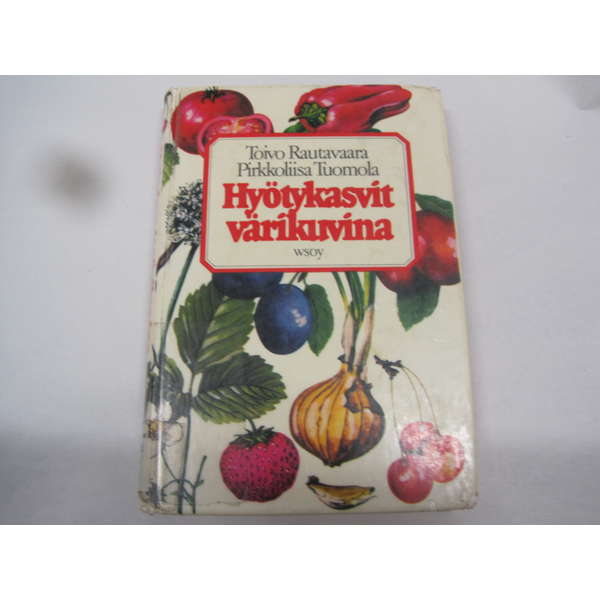 Toivo Rautavaara
Pirkkoliisa Tuomola
Hyötykasvit
värikuvina
wsoy